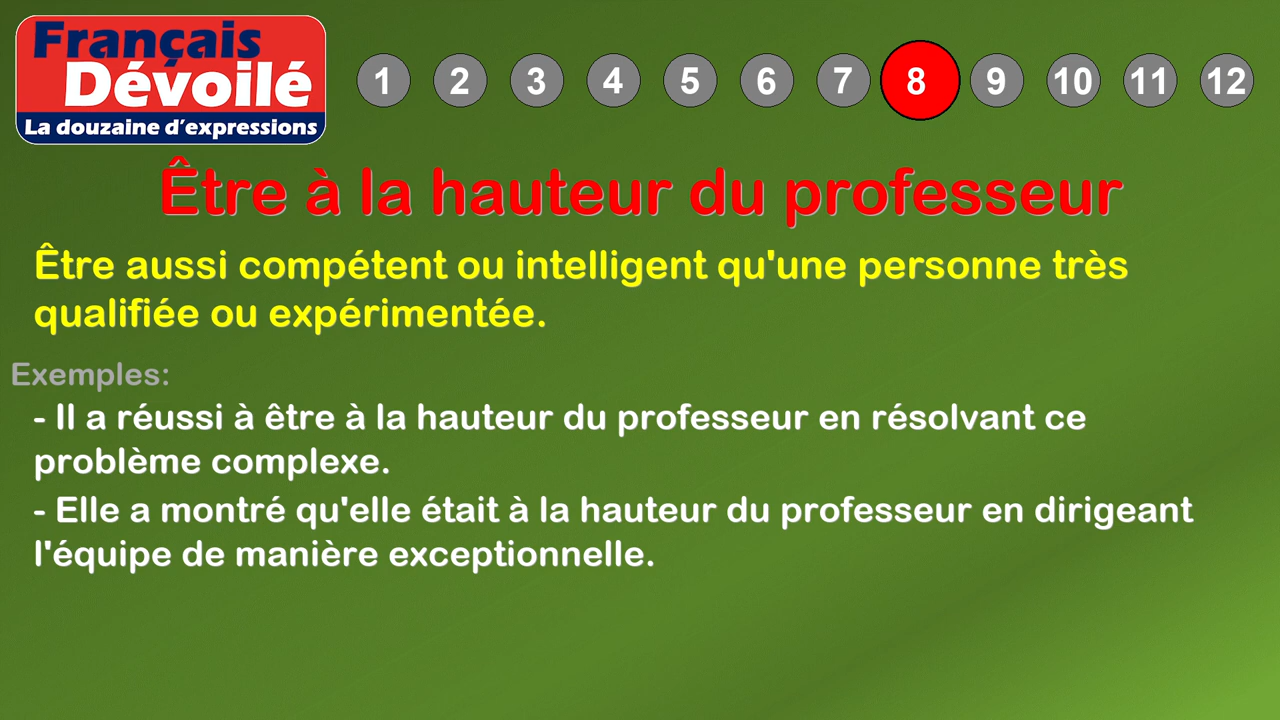 Français
Dévoilé
La douzaine d'expressions
1 2 3 4 5 6 7 8 9 10 11 12
Être à la hauteur du professeur
Être aussi compétent ou intelligent qu'une personne très
qualifiée ou expérimentée.
Exemples:
- Il a réussi à être à la hauteur du professeur en résolvant ce
problème complexe.
- Elle a montré qu'elle était à la hauteur du professeur en dirigeant
l'équipe de manière exceptionnelle.